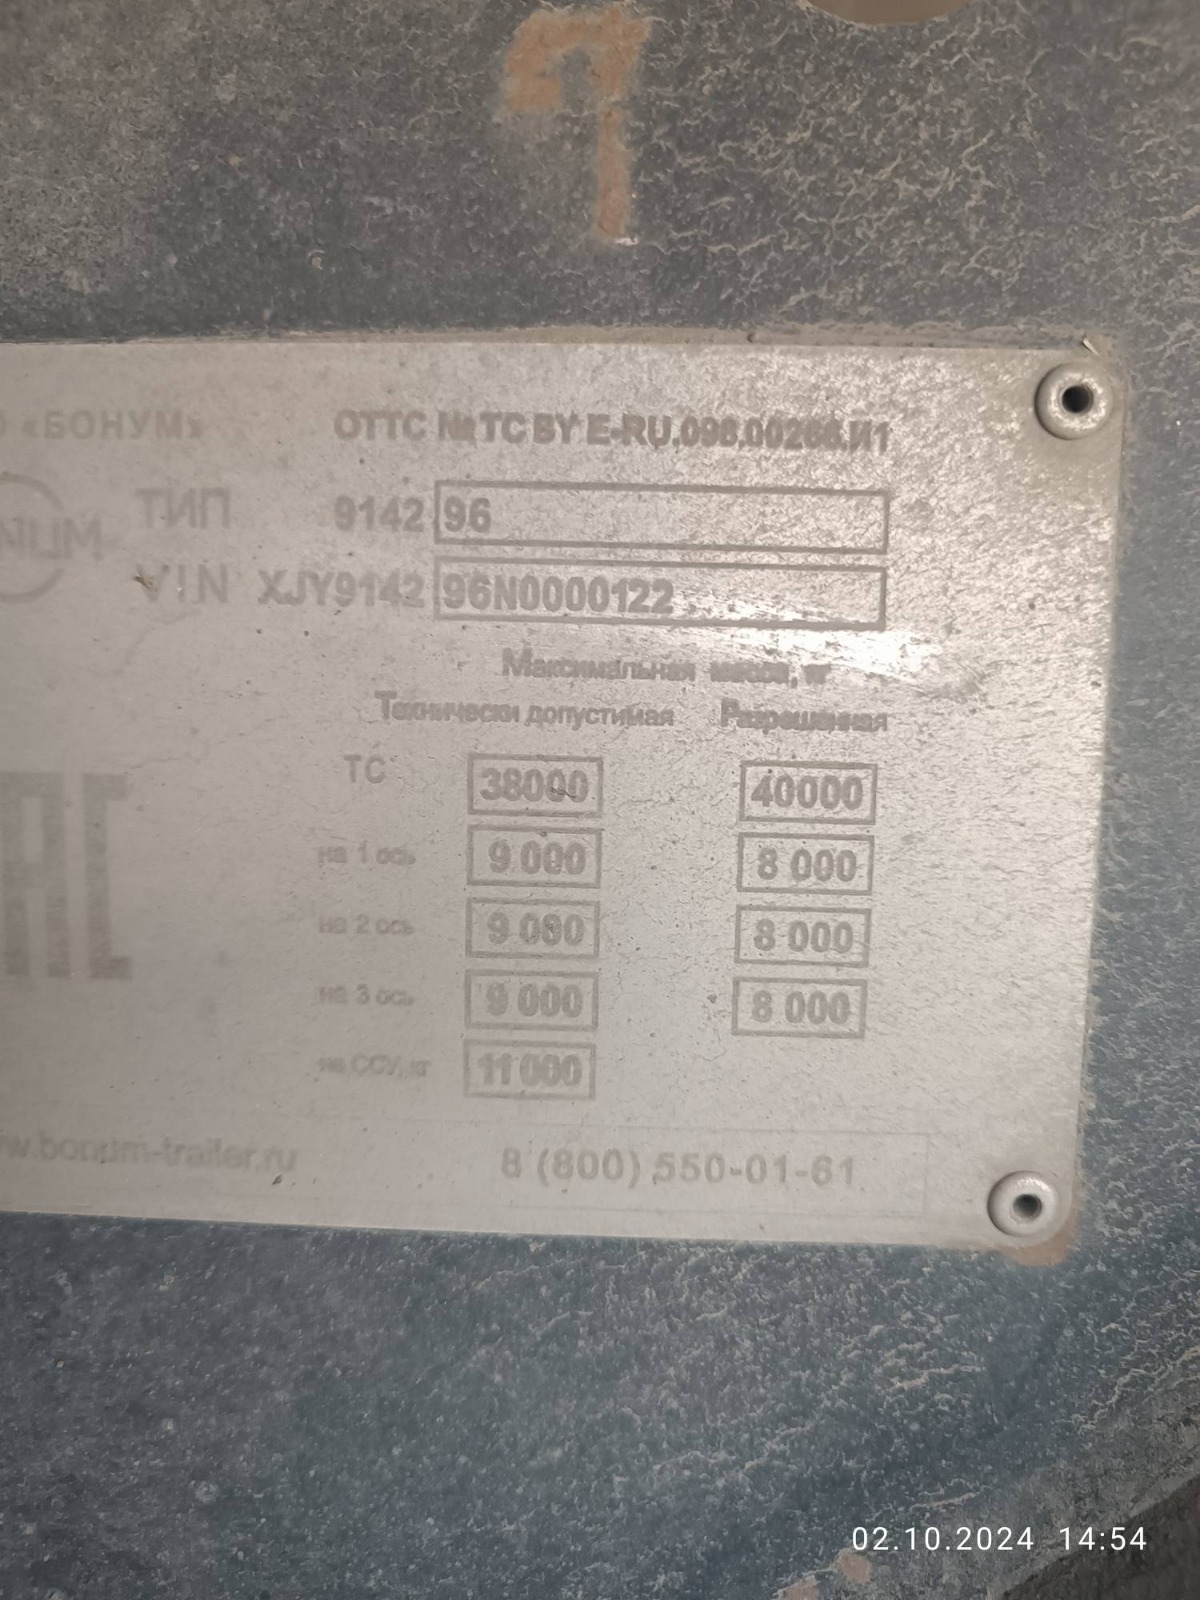 «БОНУМ»
ОТТС № ТС BY E-RU.096.00266.И1
ТИП 9142 96
VIN XJY9142 96N0000122
Максимальная масса, кг
Технически допустимая Разрешенная
ТС 38000 40000
на 1 ось 9 000 8 000
на 2 ось 9 000 8 000
на 3 ось 9 000 8 000
на ССУ, кг 11 000
w.bonum-trailer.ru 8 (800) 550-01-61
02.10.2024 14:54